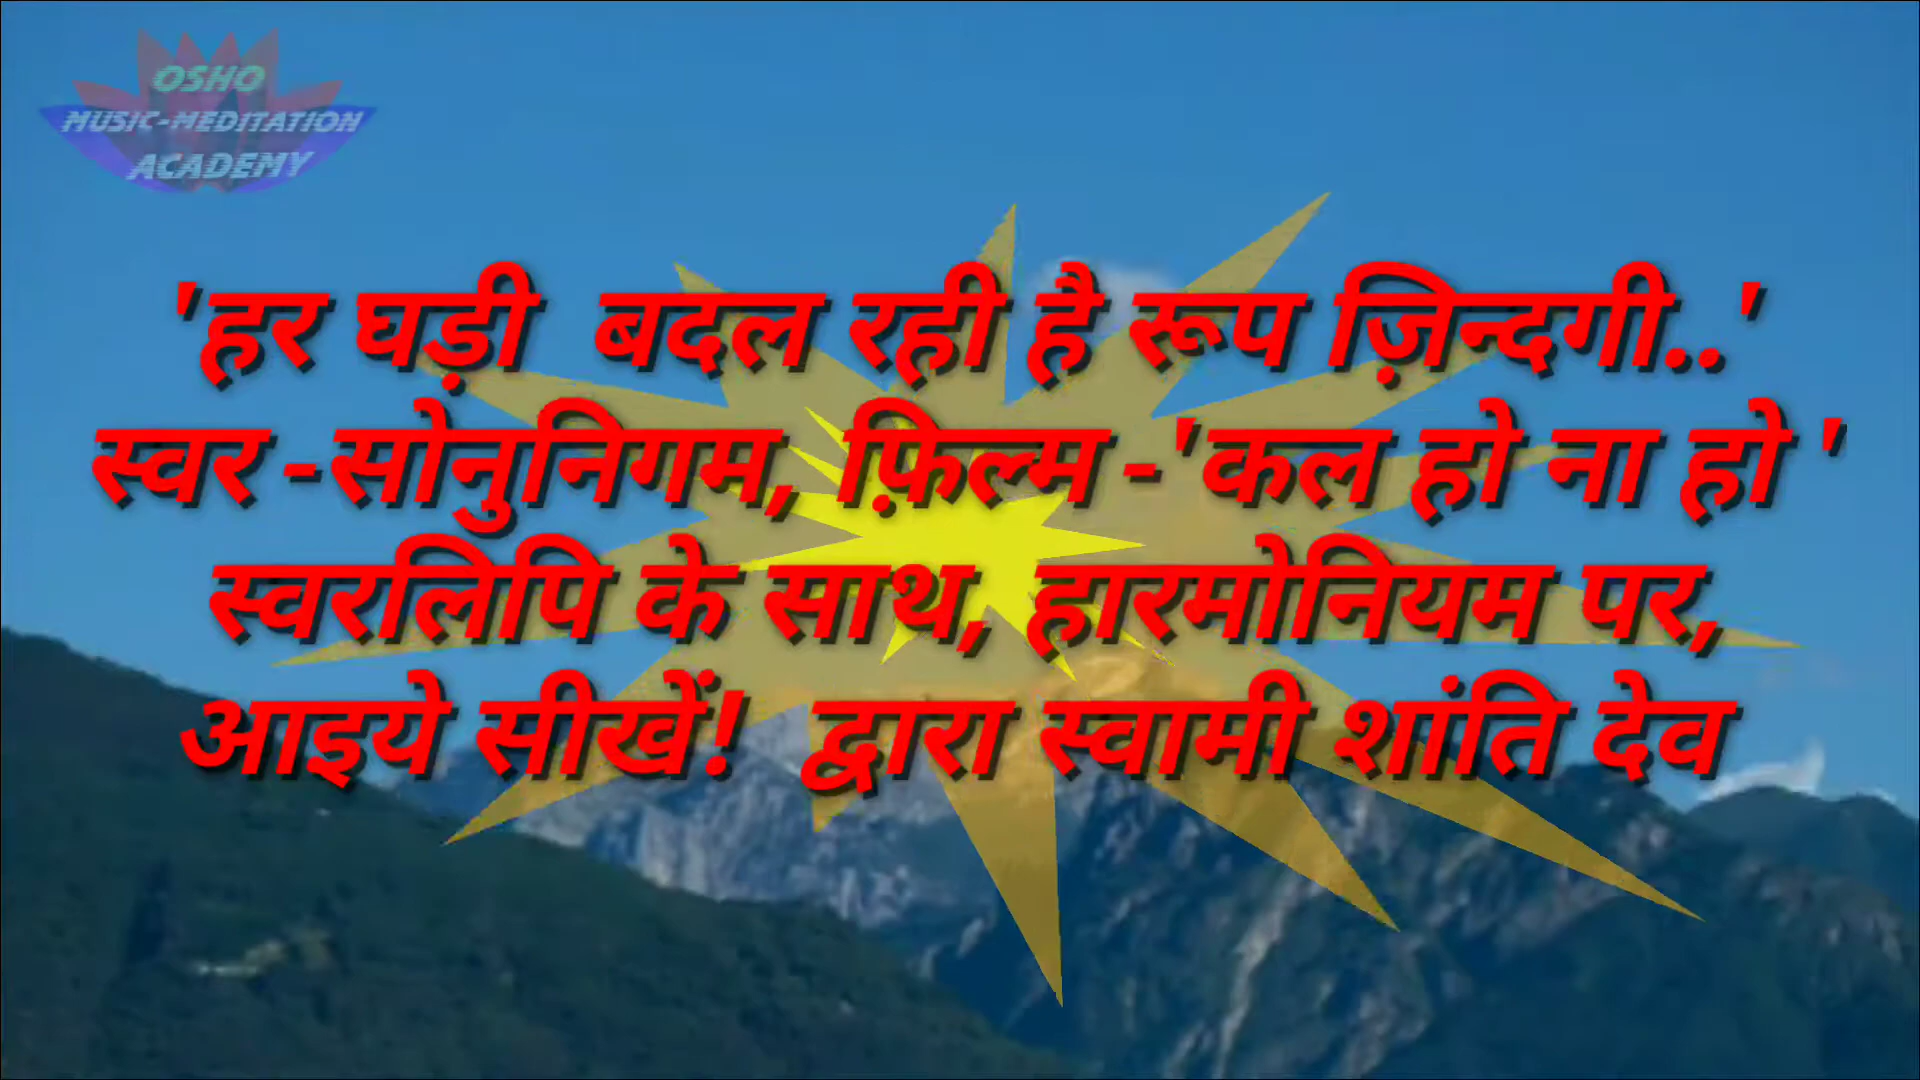 OSHO
MUSIC-MEDITATION
ACADEMY
'हर घड़ी बदल रही है रूप ज़िन्दगी..'
स्वर -सोनुनिगम, फ़िल्म -'कल हो ना हो '
स्वरलिपि के साथ, हारमोनियम पर,
आइये सीखें! द्वारा स्वामी शांति देव